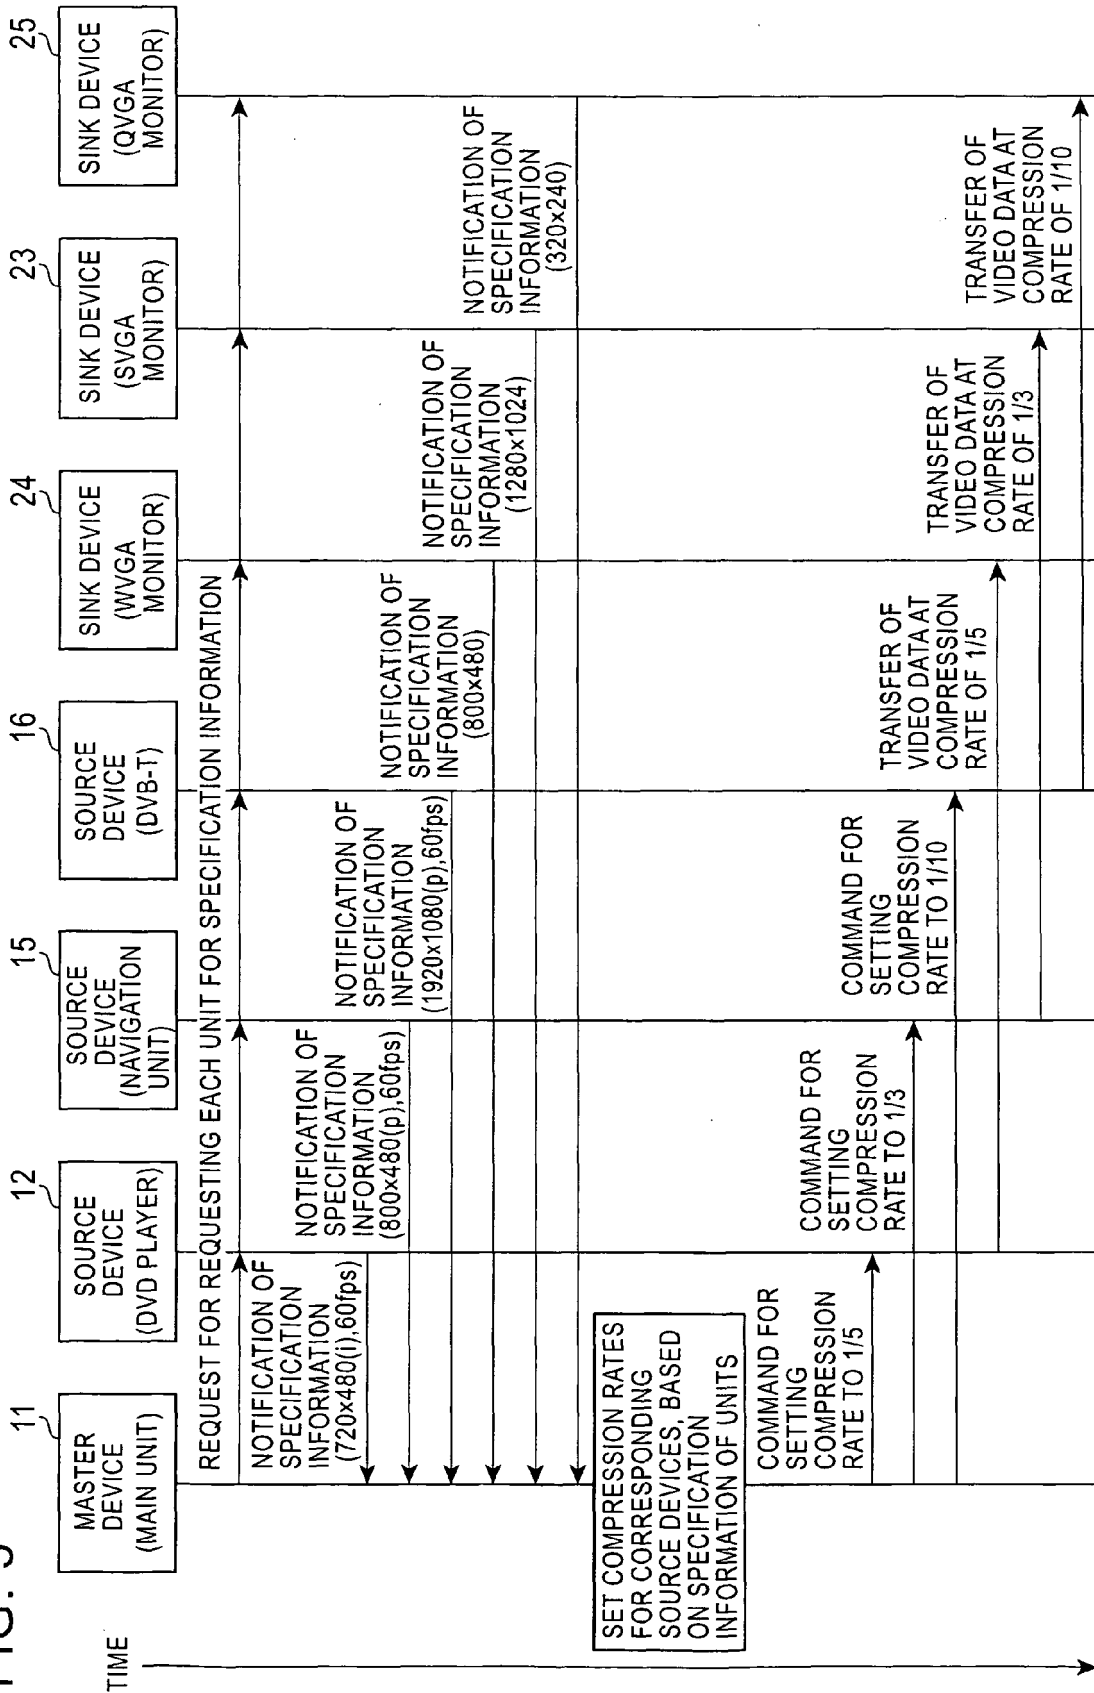 FIG. 5
TIME
11
MASTER
DEVICE
(MAIN UNIT)
12
SOURCE
DEVICE
(DVD PLAYER)
15
SOURCE
DEVICE
(NAVIGATION
UNIT)
16
SOURCE
DEVICE
(DVB-T)
24
SINK DEVICE
(WVGA
MONITOR)
23
SINK DEVICE
(SVGA
MONITOR)
25
SINK DEVICE
(QVGA
MONITOR)
REQUEST FOR REQUESTING EACH UNIT FOR SPECIFICATION INFORMATION
NOTIFICATION OF
SPECIFICATION
INFORMATION
(720x480(i),60fps)
NOTIFICATION OF
SPECIFICATION
INFORMATION
(800x480(p),60fps)
NOTIFICATION OF
SPECIFICATION
INFORMATION
(1920x1080(p),60fps)
NOTIFICATION OF
SPECIFICATION
INFORMATION
(800x480)
NOTIFICATION OF
SPECIFICATION
INFORMATION
(1280x1024)
NOTIFICATION OF
SPECIFICATION
INFORMATION
(320x240)
SET COMPRESSION RATES
FOR CORRESPONDING
SOURCE DEVICES, BASED
ON SPECIFICATION
INFORMATION OF UNITS
COMMAND FOR
SETTING
COMPRESSION
RATE TO 1/5
COMMAND FOR
SETTING
COMPRESSION
RATE TO 1/3
COMMAND FOR
SETTING
COMPRESSION
RATE TO 1/10
TRANSFER OF
VIDEO DATA AT
COMPRESSION
RATE OF 1/5
TRANSFER OF
VIDEO DATA AT
COMPRESSION
RATE OF 1/3
TRANSFER OF
VIDEO DATA AT
COMPRESSION
RATE OF 1/10